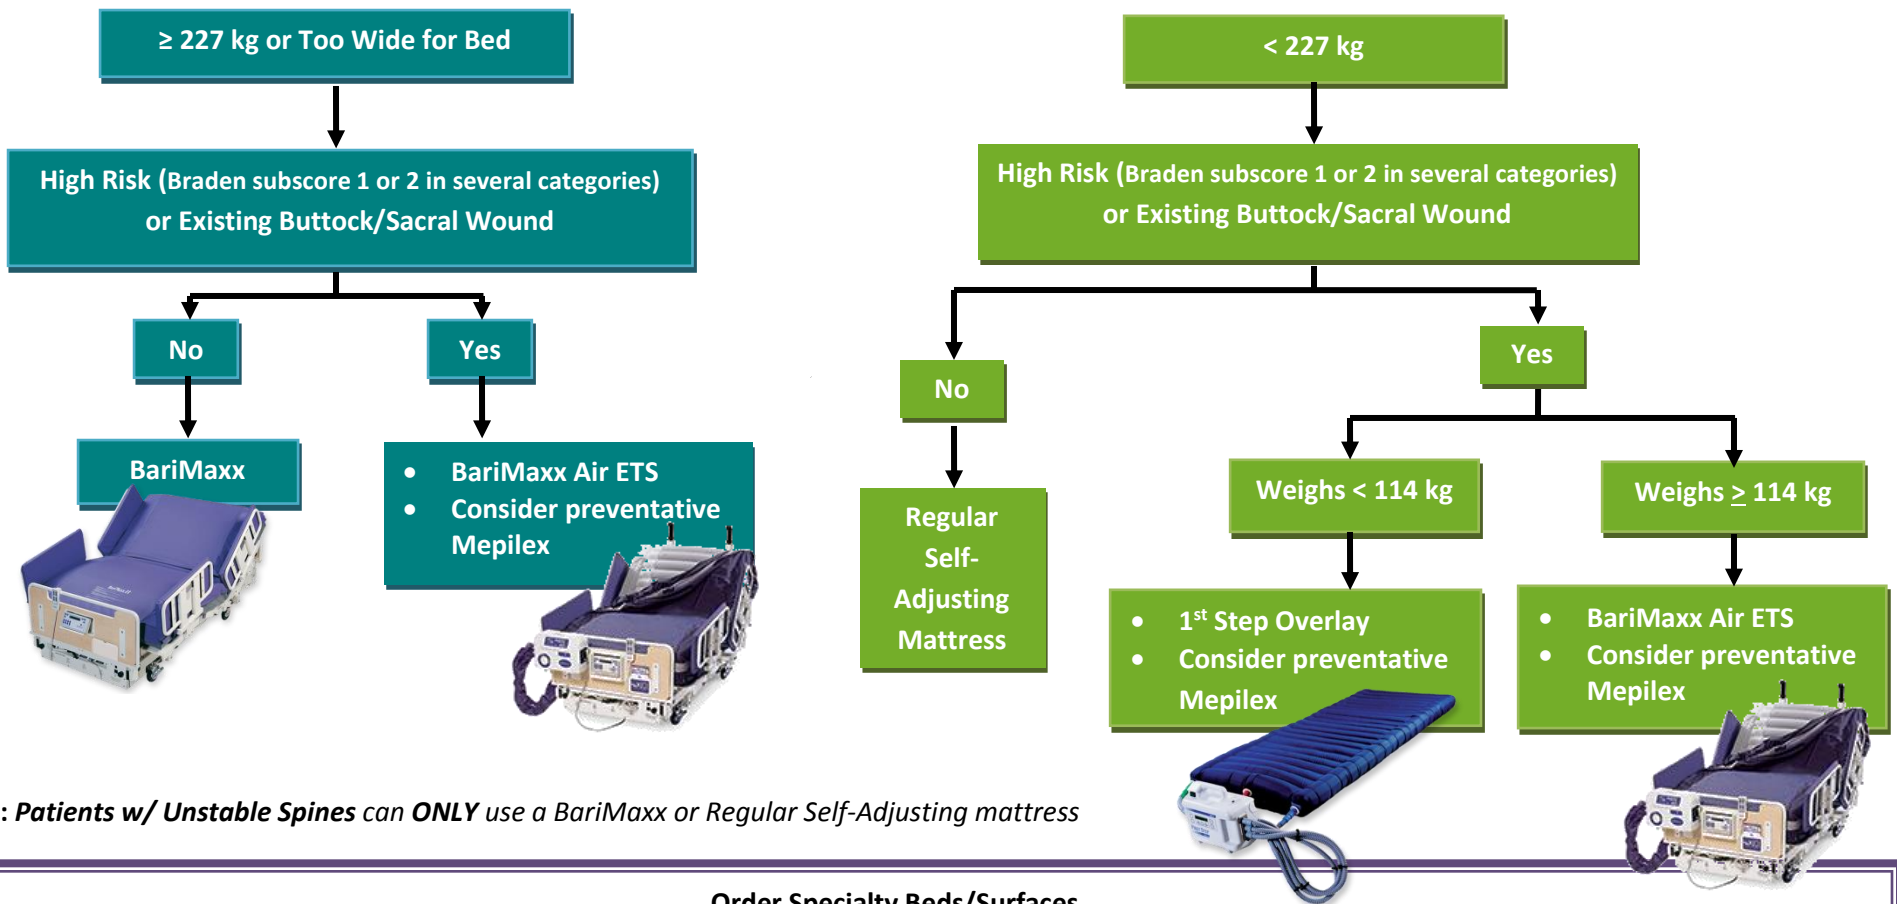 ≥ 227 kg or Too Wide for Bed
High Risk (Braden subscore 1 or 2 in several categories)
or Existing Buttock/Sacral Wound
No
Yes
BariMaxx
• BariMaxx Air ETS
• Consider preventative
Mepilex
< 227 kg
High Risk (Braden subscore 1 or 2 in several categories)
or Existing Buttock/Sacral Wound
No
Yes
Regular
Self-
Adjusting
Mattress
Weighs < 114 kg
Weighs ≥ 114 kg
• 1st Step Overlay
• Consider preventative
Mepilex
• BariMaxx Air ETS
• Consider preventative
Mepilex
: Patients w/ Unstable Spines can ONLY use a BariMaxx or Regular Self-Adjusting mattress
Order Specialty Beds/Surfaces